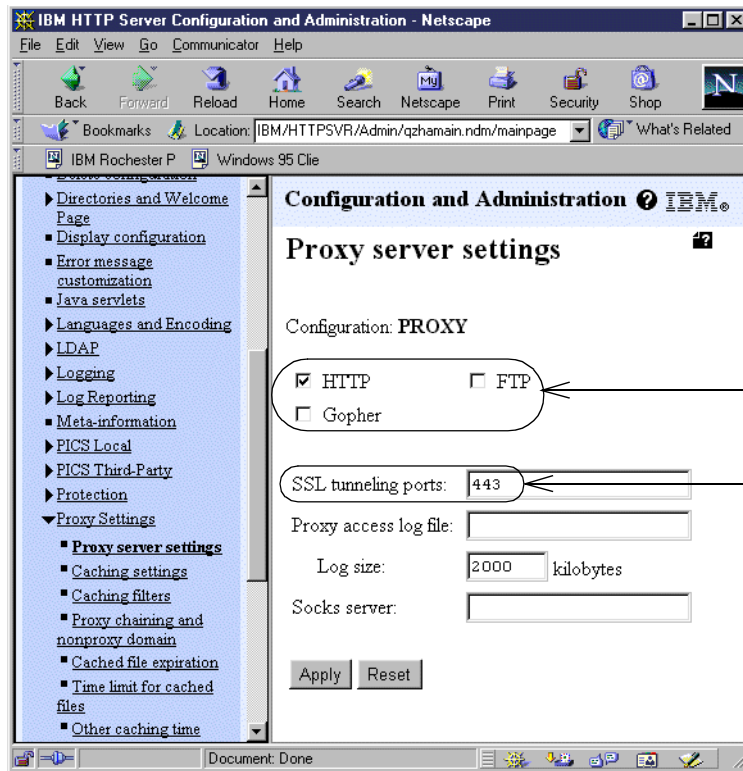 IBM HTTP Server Configuration and Administration - Netscape
File Edit View Go Communicator Help
Back Forward Reload Home Search Netscape Print Security Shop
My
N
Bookmarks Location: IBM/HTTPSVR/Admin/qzhamain.ndm/mainpage What's Related
IBM Rochester P Windows 95 Clie
Delete configuration
Directories and Welcome
Page
Display configuration
Error message
customization
Java servlets
Languages and Encoding
LDAP
Logging
Log Reporting
Meta-information
PICS Local
PICS Third-Party
Protection
Proxy Settings
Proxy server settings
Caching settings
Caching filters
Proxy chaining and
nonproxy domain
Cached file expiration
Time limit for cached
files
Other caching time
Configuration and Administration ? IBM®
Proxy server settings ?
Configuration: PROXY
HTTP FTP
Gopher
SSL tunneling ports: 443
Proxy access log file:
Log size: 2000 kilobytes
Socks server:
Apply Reset
Document: Done